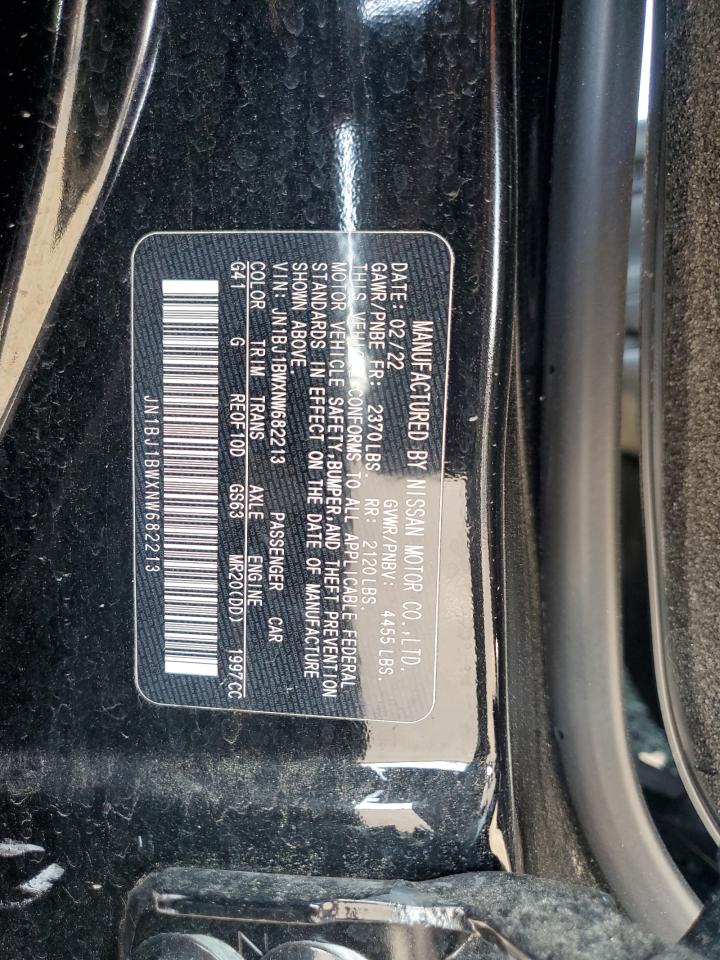 MANUFACTURED BY NISSAN MOTOR CO.,LTD.
DATE: 02/22 GVWR/PNBV: 4455 LBS.
GAWR/PNBE FR: 2370LBS. RR: 2120LBS.
THIS VEHICLE CONFORMS TO ALL APPLICABLE FEDERAL
MOTOR VEHICLE SAFETY,BUMPER,AND THEFT PREVENTION
STANDARDS IN EFFECT ON THE DATE OF MANUFACTURE
SHOWN ABOVE.
VIN: JN1BJ1BWXNW682213 PASSENGER CAR
COLOR TRIM TRANS AXLE ENGINE
G41 G RE0F10D GS63 MR20(DD) 1997CC
JN1BJ1BWXNW682213